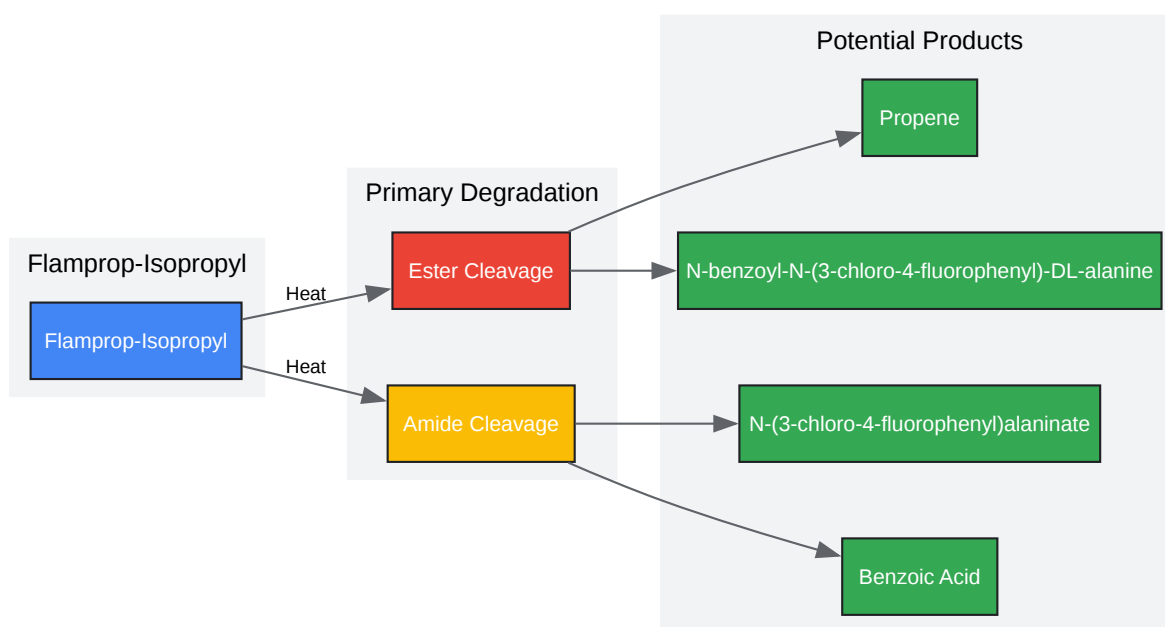 Flamprop-Isopropyl
Flamprop-Isopropyl
Heat
Heat
Primary Degradation
Ester Cleavage
Amide Cleavage
Potential Products
Propene
N-benzoyl-N-(3-chloro-4-fluorophenyl)-DL-alanine
N-(3-chloro-4-fluorophenyl)alaninate
Benzoic Acid